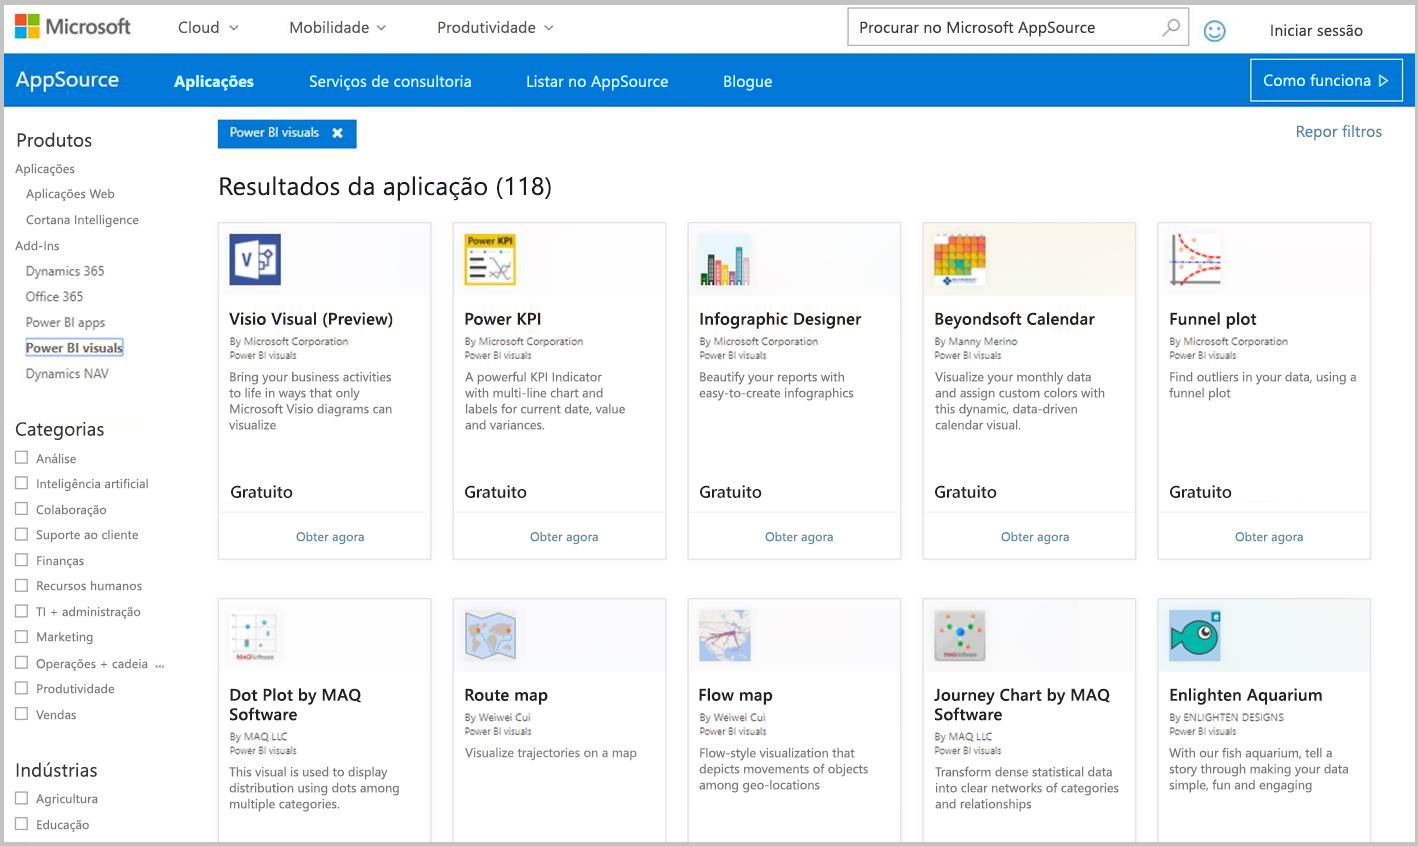 Microsoft
Cloud
Mobilidade
Produtividade
Procurar no Microsoft AppSource
Iniciar sessão
AppSource
Aplicações
Serviços de consultoria
Listar no AppSource
Blogue
Como funciona
Produtos
Aplicações
Aplicações Web
Cortana Intelligence
Add-Ins
Dynamics 365
Office 365
Power BI apps
Power BI visuals
Dynamics NAV
Categorias
Análise
Inteligência artificial
Colaboração
Suporte ao cliente
Finanças
Recursos humanos
TI + administração
Marketing
Operações + cadeia ...
Produtividade
Vendas
Indústrias
Agricultura
Educação
Power BI visuals
Repor filtros
Resultados da aplicação (118)
Visio Visual (Preview)
By Microsoft Corporation
Power BI visuals
Bring your business activities
to life in ways that only
Microsoft Visio diagrams can
visualize
Gratuito
Obter agora
Power KPI
Power KPI
By Microsoft Corporation
Power BI visuals
A powerful KPI Indicator
with multi-line chart and
labels for current date, value
and variances.
Gratuito
Obter agora
Infographic Designer
By Microsoft Corporation
Power BI visuals
Beautify your reports with
easy-to-create infographics
Gratuito
Obter agora
Beyondsoft Calendar
By Manny Merino
Power BI visuals
Visualize your monthly data
and assign custom colors with
this dynamic, data-driven
calendar visual.
Gratuito
Obter agora
Funnel plot
By Microsoft Corporation
Power BI visuals
Find outliers in your data, using a
funnel plot
Gratuito
Obter agora
MAQSoftware
Dot Plot by MAQ
Software
By MAQ LLC
Power BI visuals
This visual is used to display
distribution using dots among
multiple categories.
Route map
By Weiwei Cui
Power BI visuals
Visualize trajectories on a map
Flow map
By Weiwei Cui
Power BI visuals
Flow-style visualization that
depicts movements of objects
among geo-locations
MAQSoftware
Journey Chart by MAQ
Software
By MAQ LLC
Power BI visuals
Transform dense statistical data
into clear networks of categories
and relationships
Enlighten Aquarium
By ENLIGHTEN DESIGNS
Power BI visuals
With our fish aquarium, tell a
story through making your data
simple, fun and engaging